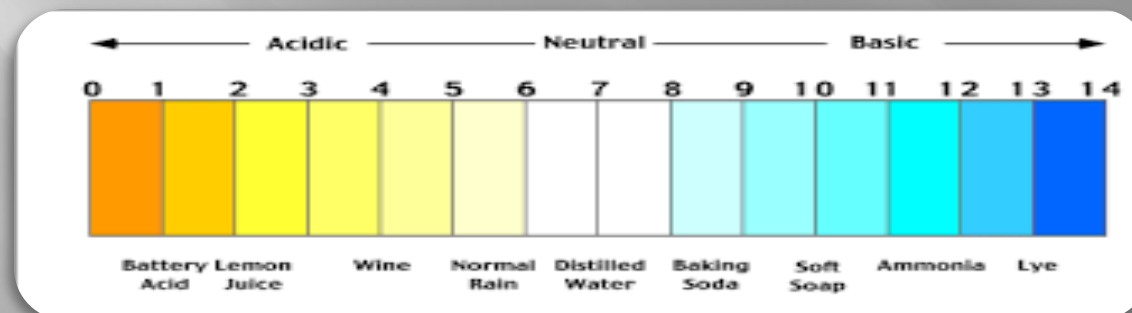 Acidic Neutral Basic
0 1 2 3 4 5 6 7 8 9 10 11 12 13 14
Battery Lemon Wine Normal Distilled Baking Soft Ammonia Lye
Acid Juice Rain Water Soda Soap